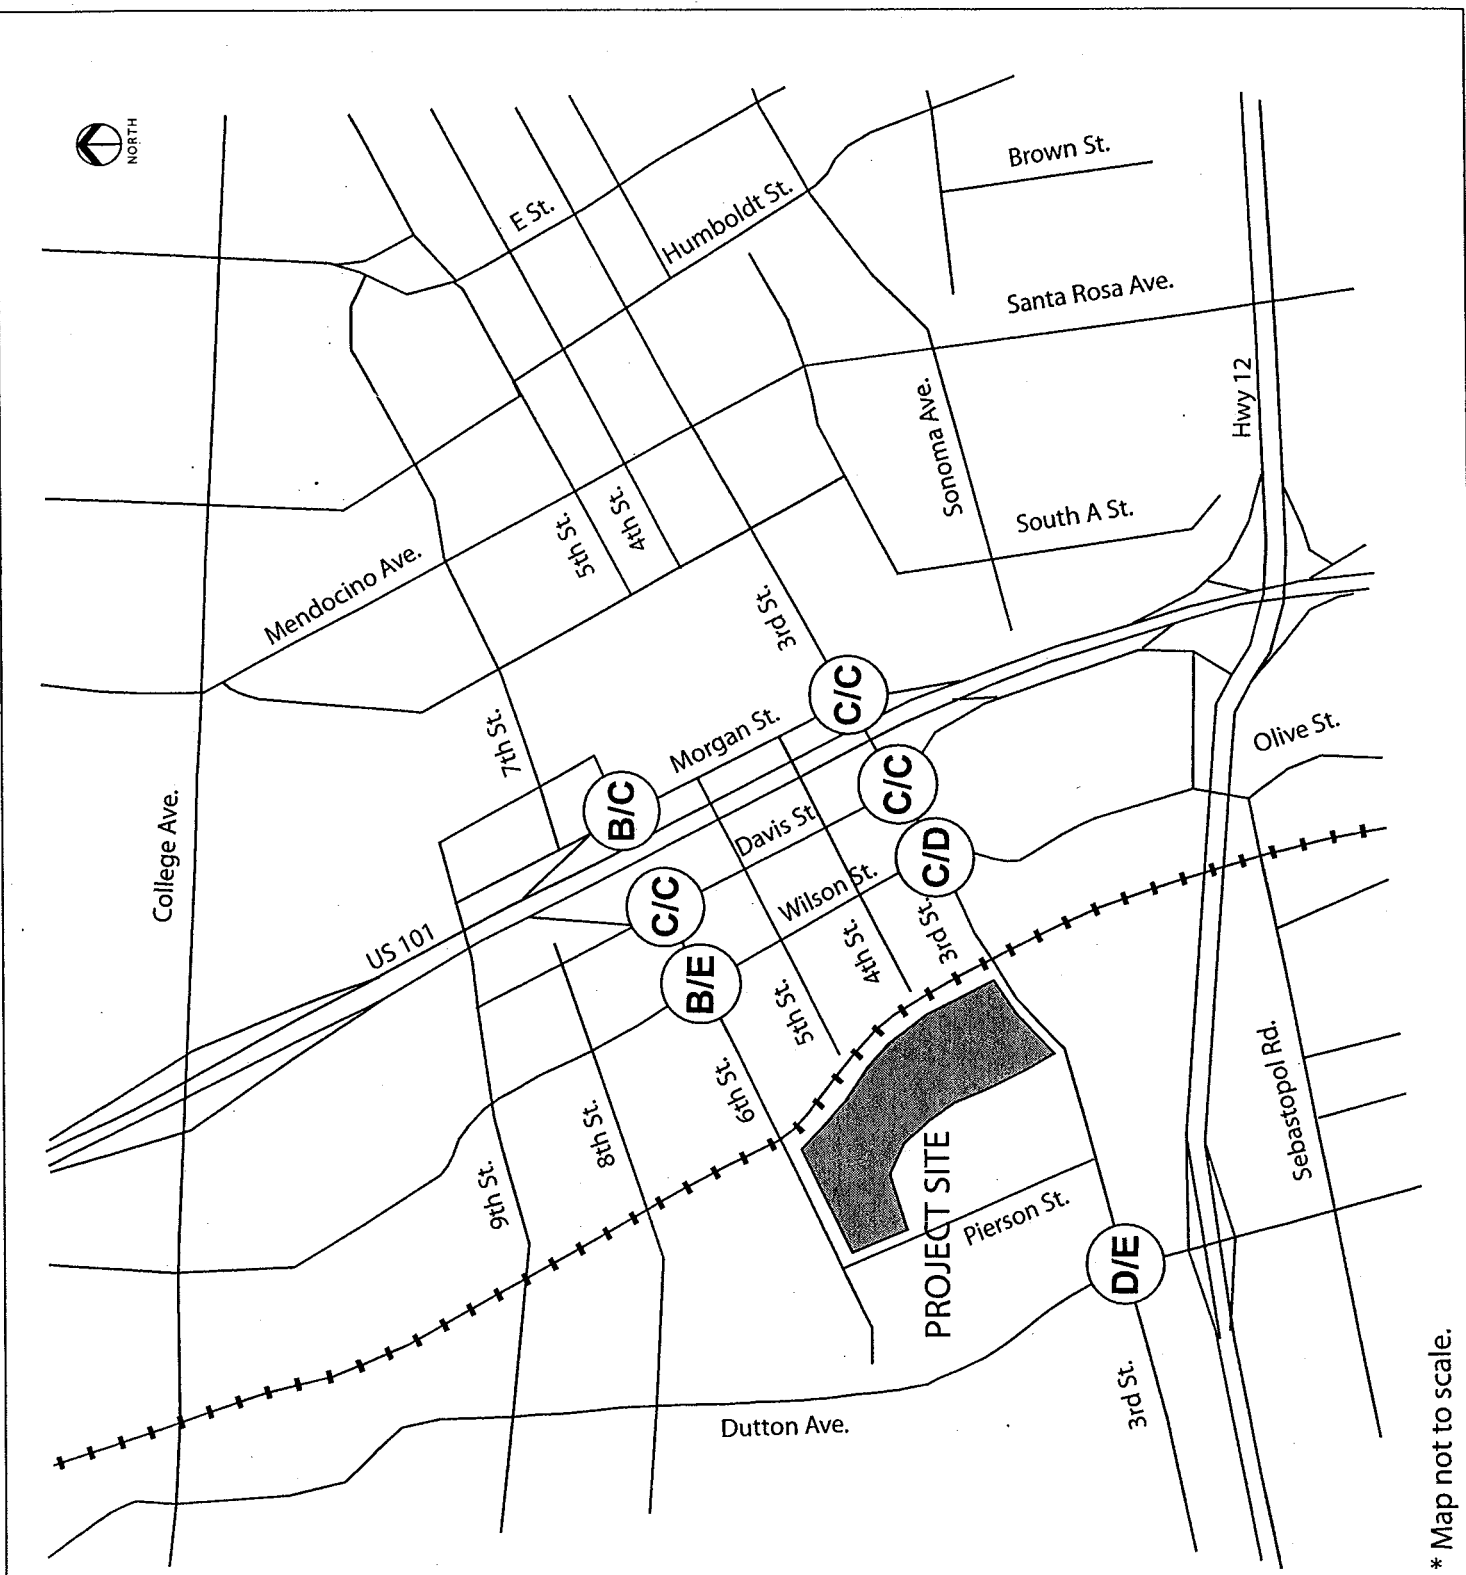 NORTH
E St.
Humboldt St.
Brown St.
Santa Rosa Ave.
Hwy 12
Sonoma Ave.
South A St.
5th St.
4th St.
Mendocino Ave.
3rd St.
C/C
7th St.
Morgan St.
Olive St.
College Ave.
B/C
C/C
Davis St
C/D
Wilson St.
C/C
US 101
3rd St.
4th St.
B/E
5th St.
6th St.
8th St.
9th St.
Sebastopol Rd.
PROJECT SITE
Pierson St.
D/E
3rd St.
Dutton Ave.
* Map not to scale.